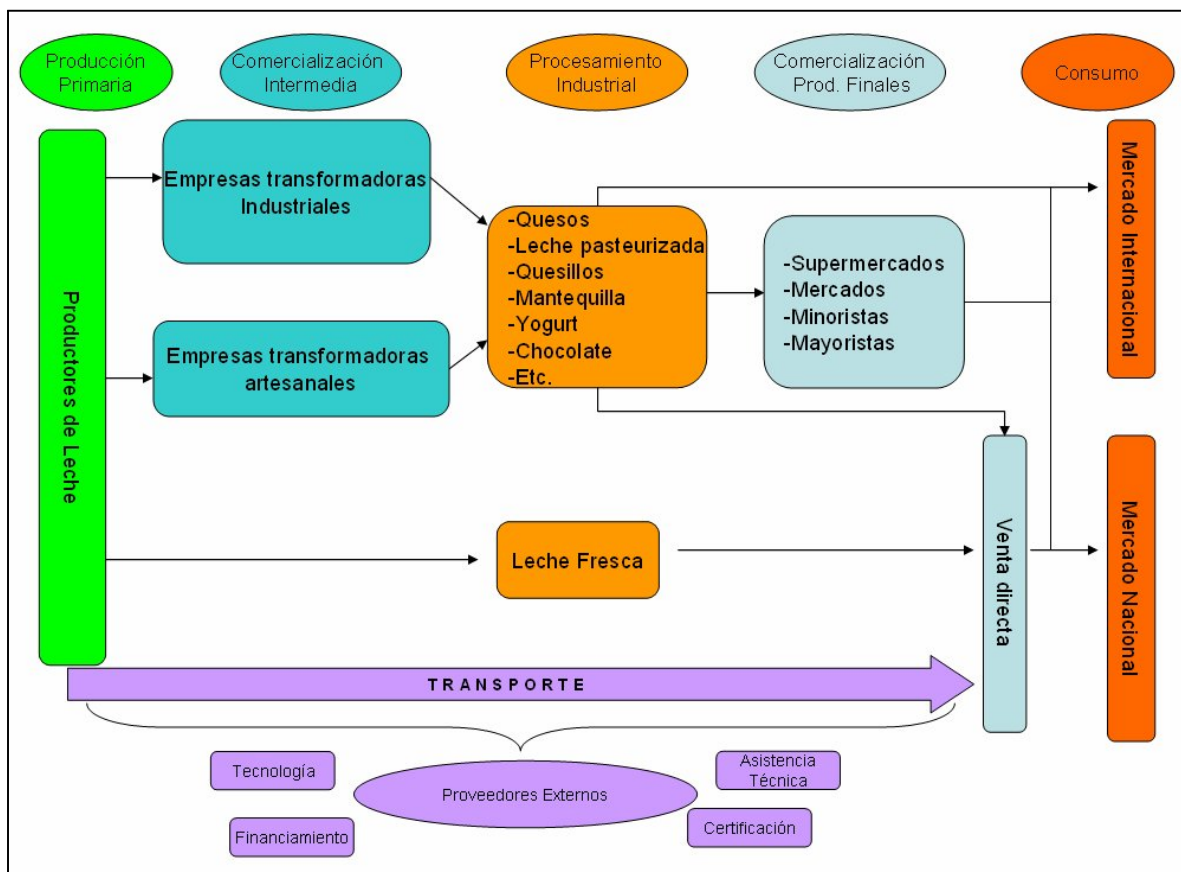 Producción
Primaria
Comercialización
Intermedia
Procesamiento
Industrial
Comercialización
Prod. Finales
Consumo
Productores de Leche
Empresas transformadoras
Industriales
Empresas transformadoras
artesanales
-Quesos
-Leche pasteurizada
-Quesillos
-Mantequilla
-Yogurt
-Chocolate
-Etc.
-Supermercados
-Mercados
-Minoristas
-Mayoristas
Mercado Internacional
Leche Fresca
Venta directa
Mercado Nacional
TRANSPORTE
Tecnología
Financiamiento
Proveedores Externos
Asistencia
Técnica
Certificación